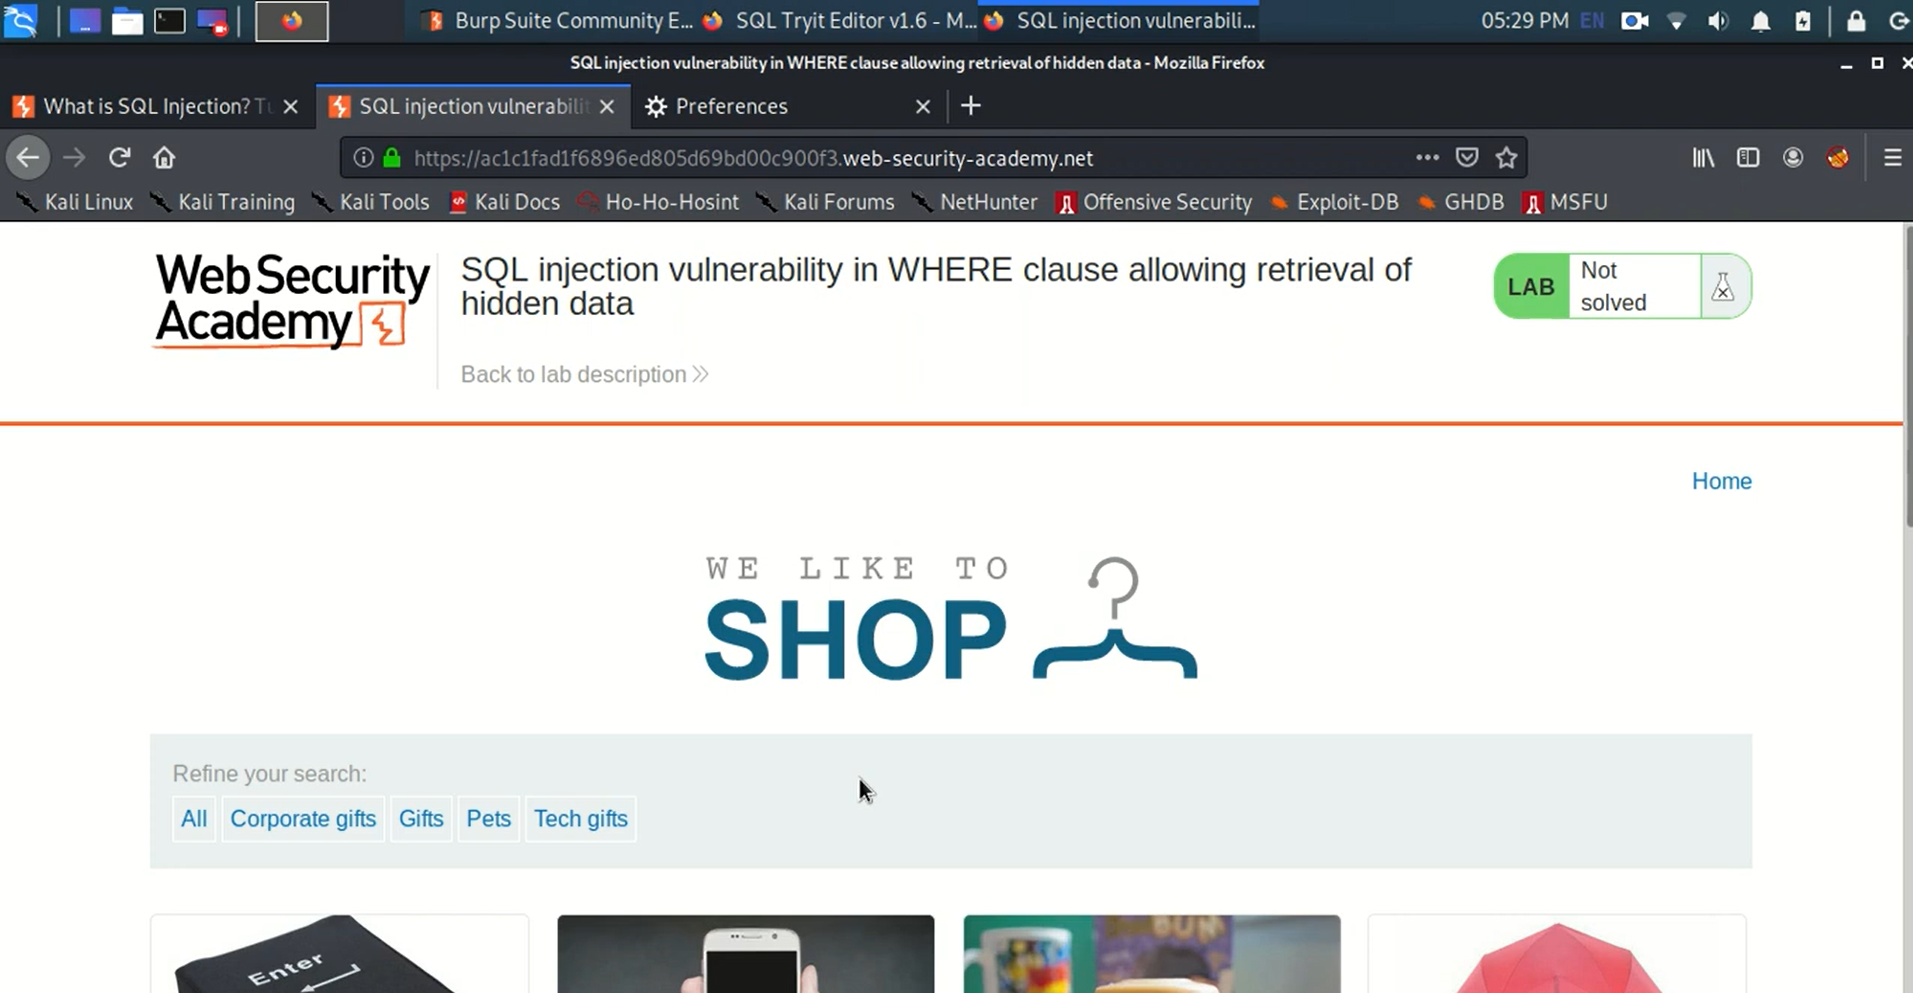 Burp Suite Community E... SQL Tryit Editor v1.6 - M... SQL injection vulnerabili... 05:29 PM EN
SQL injection vulnerability in WHERE clause allowing retrieval of hidden data - Mozilla Firefox
What is SQL Injection? Tu SQL injection vulnerabilit Preferences
https://ac1c1fad1f6896ed805d69bd00c900f3.web-security-academy.net
Kali Linux Kali Training Kali Tools Kali Docs Ho-Ho-Hosint Kali Forums NetHunter Offensive Security Exploit-DB GHDB MSFU
Web Security
Academy
SQL injection vulnerability in WHERE clause allowing retrieval of
hidden data
Back to lab description
LAB
Not
solved
Home
WE LIKE TO
SHOP
Refine your search:
All Corporate gifts Gifts Pets Tech gifts
Enter
BUN